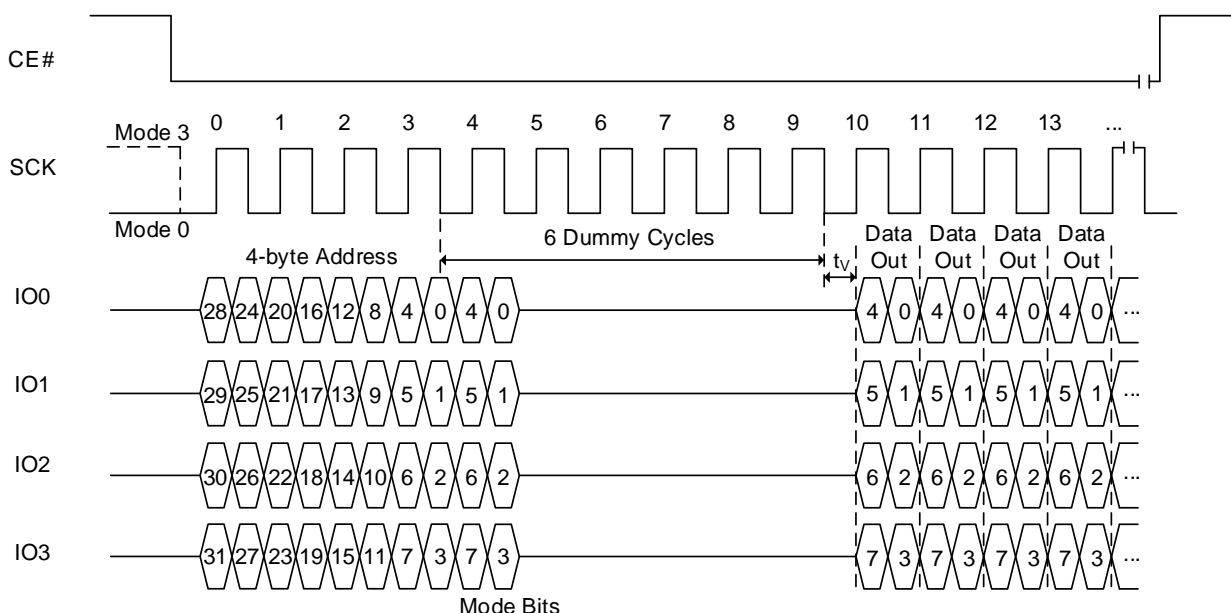 CE#
0 1 2 3 4 5 6 7 8 9 10 11 12 13 ...
Mode 3
SCK
Mode 0
6 Dummy Cycles
4-byte Address
tV
Data Out Data Out Data Out Data Out
IO0 28 24 20 16 12 8 4 0 4 0 4 0 4 0 4 0 4 0 ...
IO1 29 25 21 17 13 9 5 1 5 1 5 1 5 1 5 1 5 1 ...
IO2 30 26 22 18 14 10 6 2 6 2 6 2 6 2 6 2 6 2 ...
IO3 31 27 23 19 15 11 7 3 7 3 7 3 7 3 7 3 7 3 ...
Mode Bits